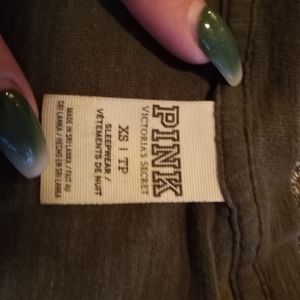 PINK
VICTORIA'S SECRET
XS | TP
SLEEPWEAR /
VÊTEMENTS DE NUIT
MADE IN SRI LANKA / FAIT AU
SRI LANKA / HECHO EN SRI LANKA